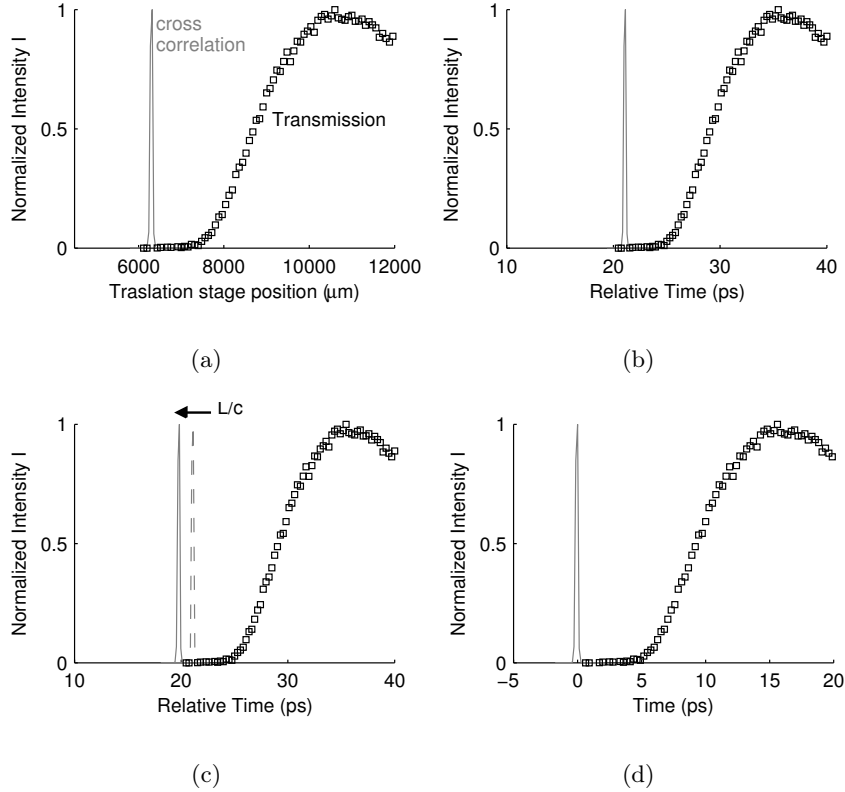 1
0.5
0
Normalized Intensity I
cross
correlation
Transmission
6000 8000 10000 12000
Traslation stage position (μm)
(a)
1
0.5
0
Normalized Intensity I
10 20 30 40
Relative Time (ps)
(b)
L/c
1
0.5
0
Normalized Intensity I
10 20 30 40
Relative Time (ps)
(c)
1
0.5
0
Normalized Intensity I
-5 0 5 10 15 20
Time (ps)
(d)